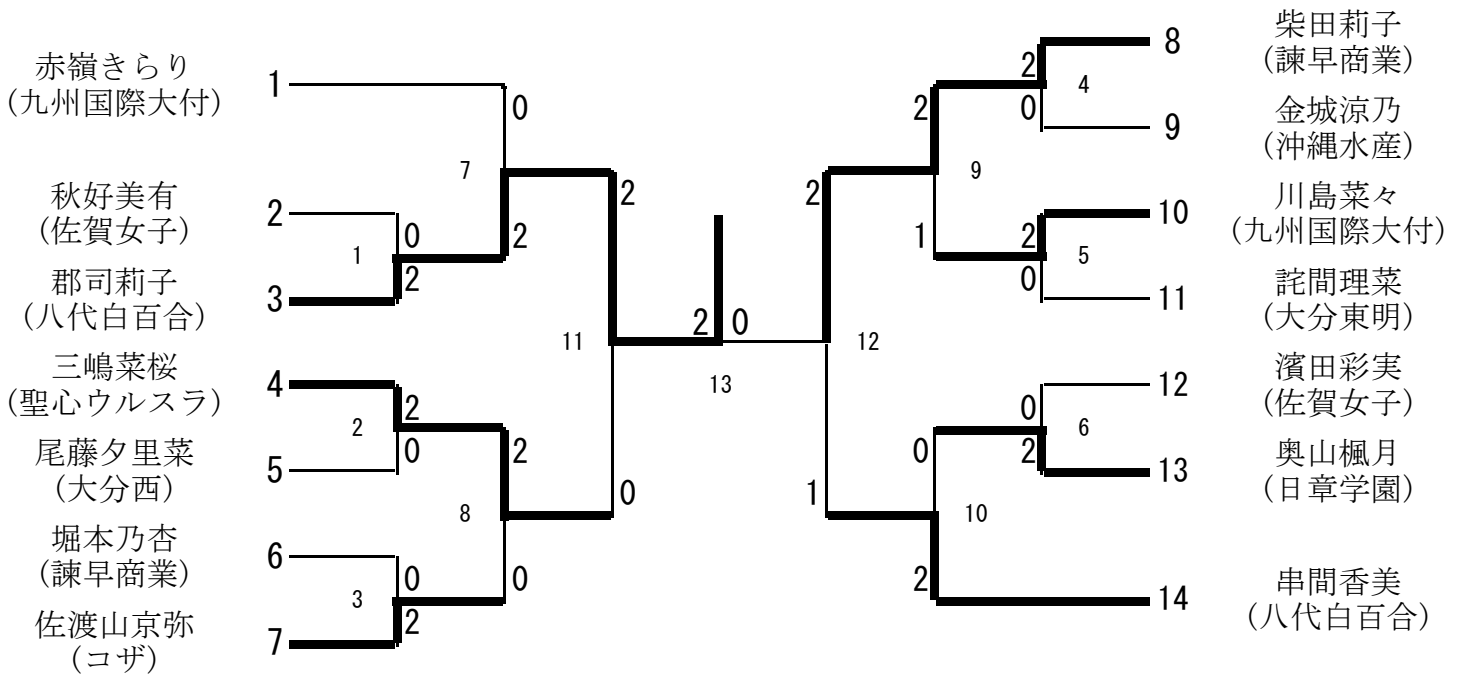 赤嶺きらり
(九州国際大付)
1
0
7
秋好美有
(佐賀女子)
2
0
2
1
2
郡司莉子
(八代白百合)
3
2
三嶋菜桜
(聖心ウルスラ)
4
2
2
0
尾藤夕里菜
(大分西)
5
2
8
0
堀本乃杏
(諫早商業)
6
0
0
3
2
佐渡山京弥
(コザ)
7
11
2
0
13
12
柴田莉子
(諫早商業)
8
2
4
0
2
金城涼乃
(沖縄水産)
9
9
2
川島菜々
(九州国際大付)
10
1
2
5
0
詫間理菜
(大分東明)
11
濱田彩実
(佐賀女子)
12
0
6
0
2
奥山楓月
(日章学園)
13
1
10
2
串間香美
(八代白百合)
14